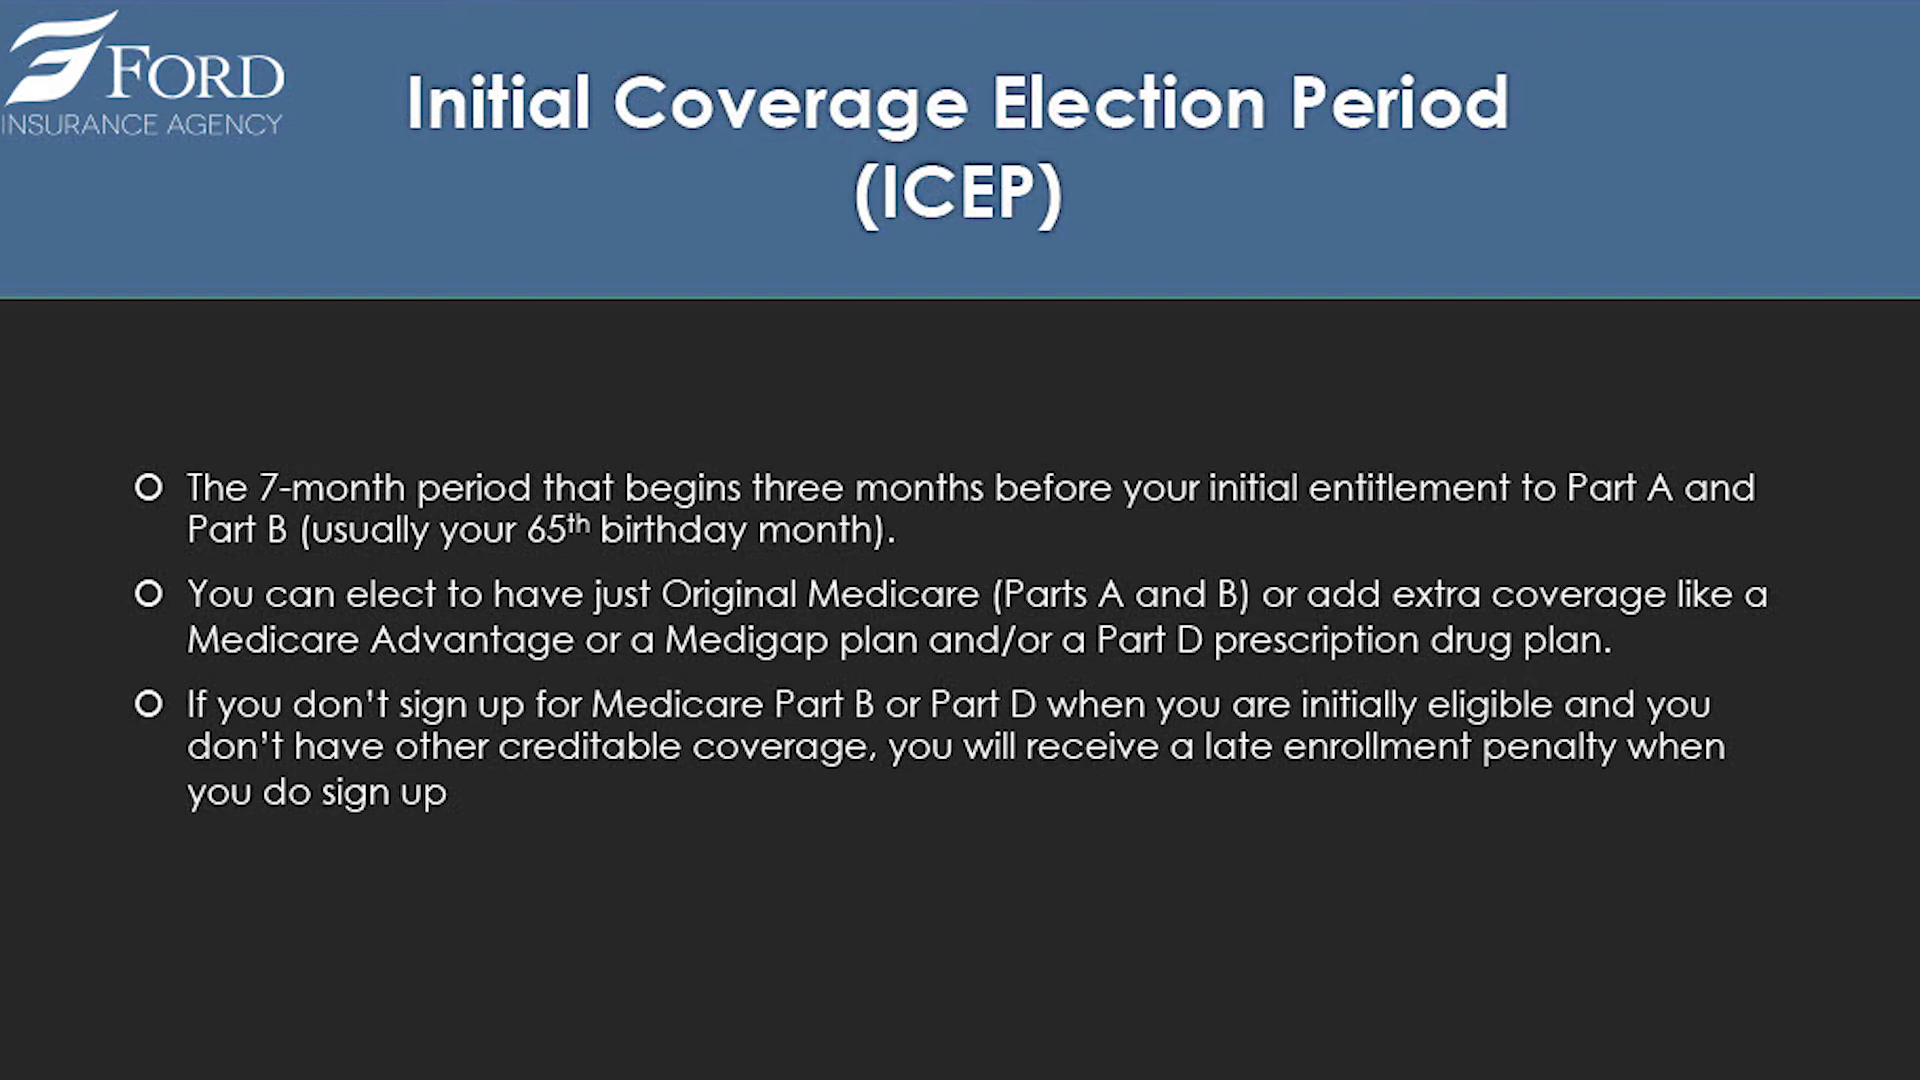 FORD
INSURANCE AGENCY
Initial Coverage Election Period
(ICEP)
The 7-month period that begins three months before your initial entitlement to Part A and
Part B (usually your 65th birthday month).
You can elect to have just Original Medicare (Parts A and B) or add extra coverage like a
Medicare Advantage or a Medigap plan and/or a Part D prescription drug plan.
If you don't sign up for Medicare Part B or Part D when you are initially eligible and you
don't have other creditable coverage, you will receive a late enrollment penalty when
you do sign up